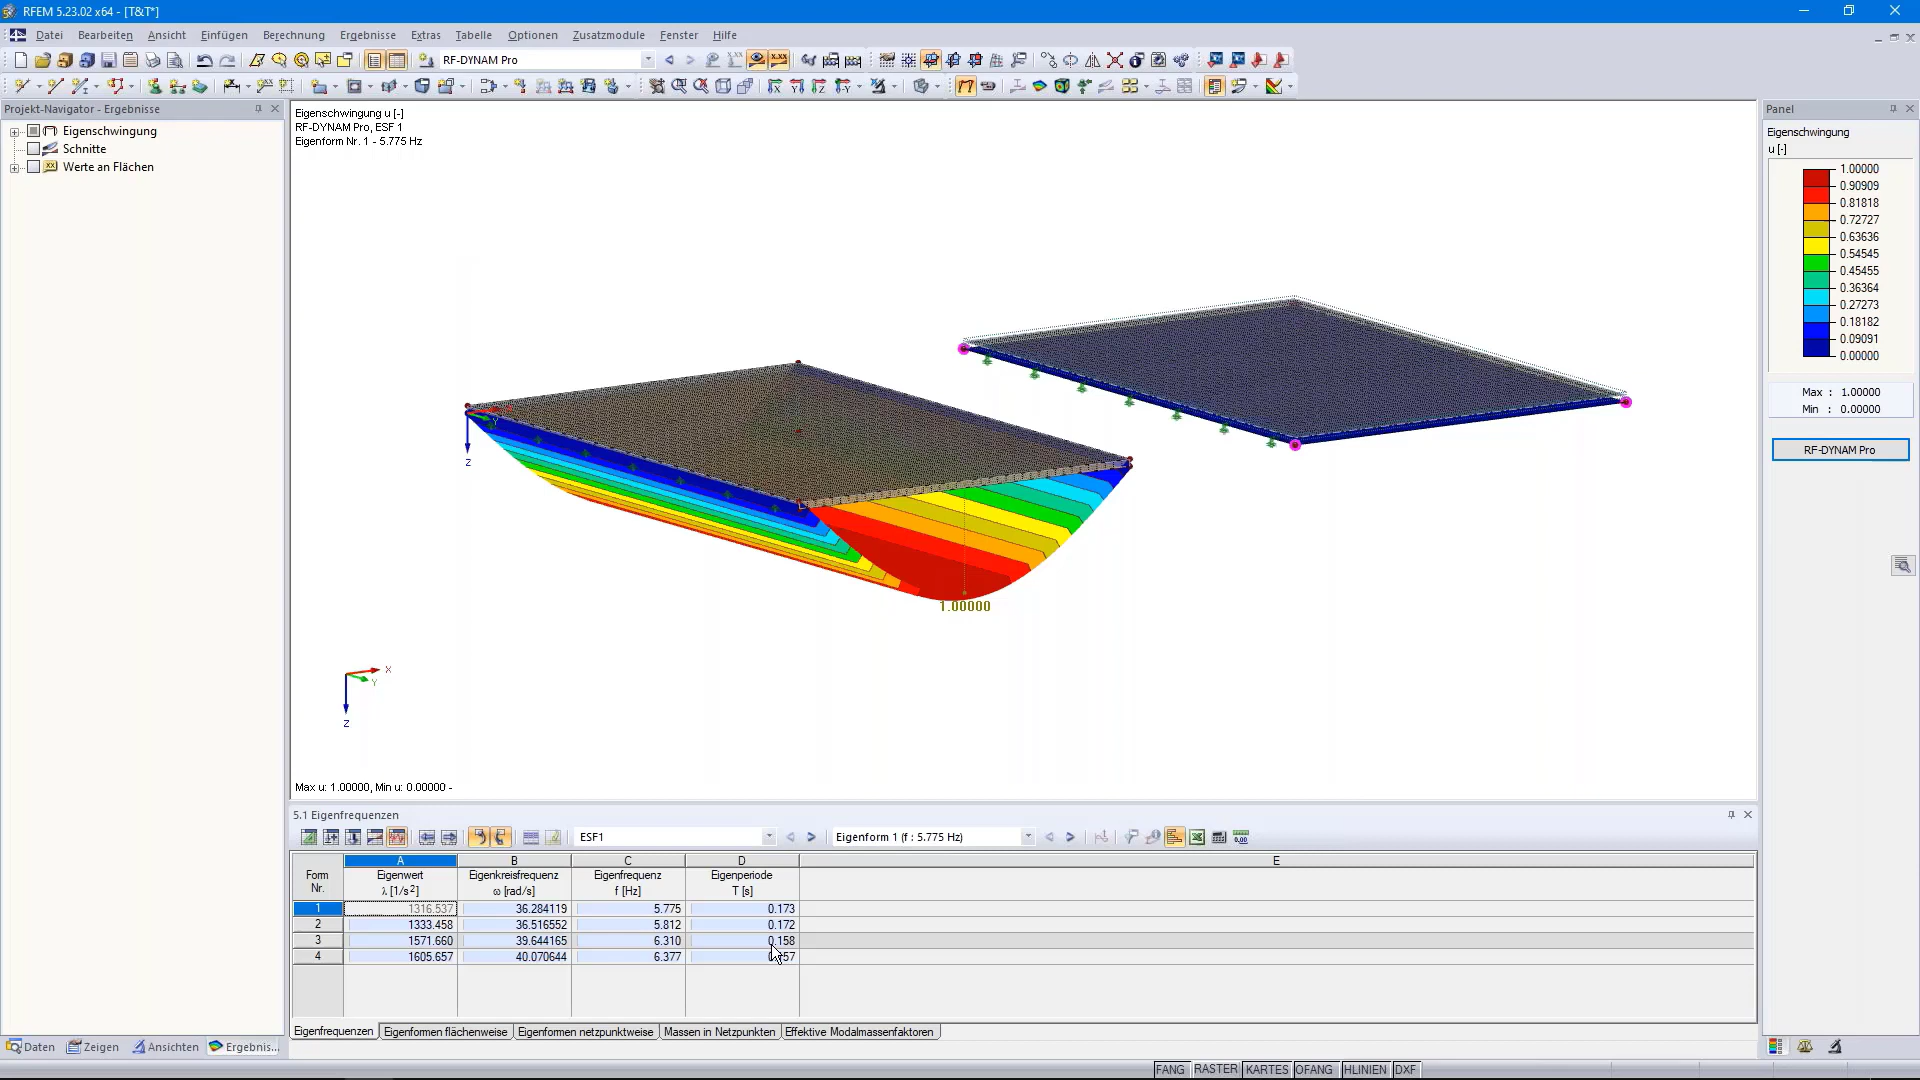 RFEM 5.23.02 x64 - [T&T*]
Datei Bearbeiten Ansicht Einfügen Berechnung Ergebnisse Extras Tabelle Optionen Zusatzmodule Fenster Hilfe
RF-DYNAM Pro
Projekt-Navigator - Ergebnisse
Eigenschwingung
Schnitte
Werte an Flächen
Eigenschwingung u [-]
RF-DYNAM Pro, ESF 1
Eigenform Nr. 1 - 5.775 Hz
Z
1.00000
X
Y
Z
Max u: 1.00000, Min u: 0.00000 -
Panel
Eigenschwingung
u [-]
1.00000
0.90909
0.81818
0.72727
0.63636
0.54545
0.45455
0.36364
0.27273
0.18182
0.09091
0.00000
Max : 1.00000
Min : 0.00000
RF-DYNAM Pro
5.1 Eigenfrequenzen
ESF1 Eigenform 1 (f : 5.775 Hz)
A B C D E
Form Eigenwert Eigenkreisfrequenz Eigenfrequenz Eigenperiode
Nr. λ [1/s²] ω [rad/s] f [Hz] T [s]
1 1316.537 36.284119 5.775 0.173
2 1333.458 36.516552 5.812 0.172
3 1571.660 39.644165 6.310 0.158
4 1605.657 40.070644 6.377
Eigenfrequenzen Eigenformen flächenweise Eigenformen netzpunktweise Massen in Netzpunkten Effektive Modalmassenfaktoren
Daten Zeigen Ansichten Ergebnis...
FANG RASTER KARTES OFANG HLINIEN DXF